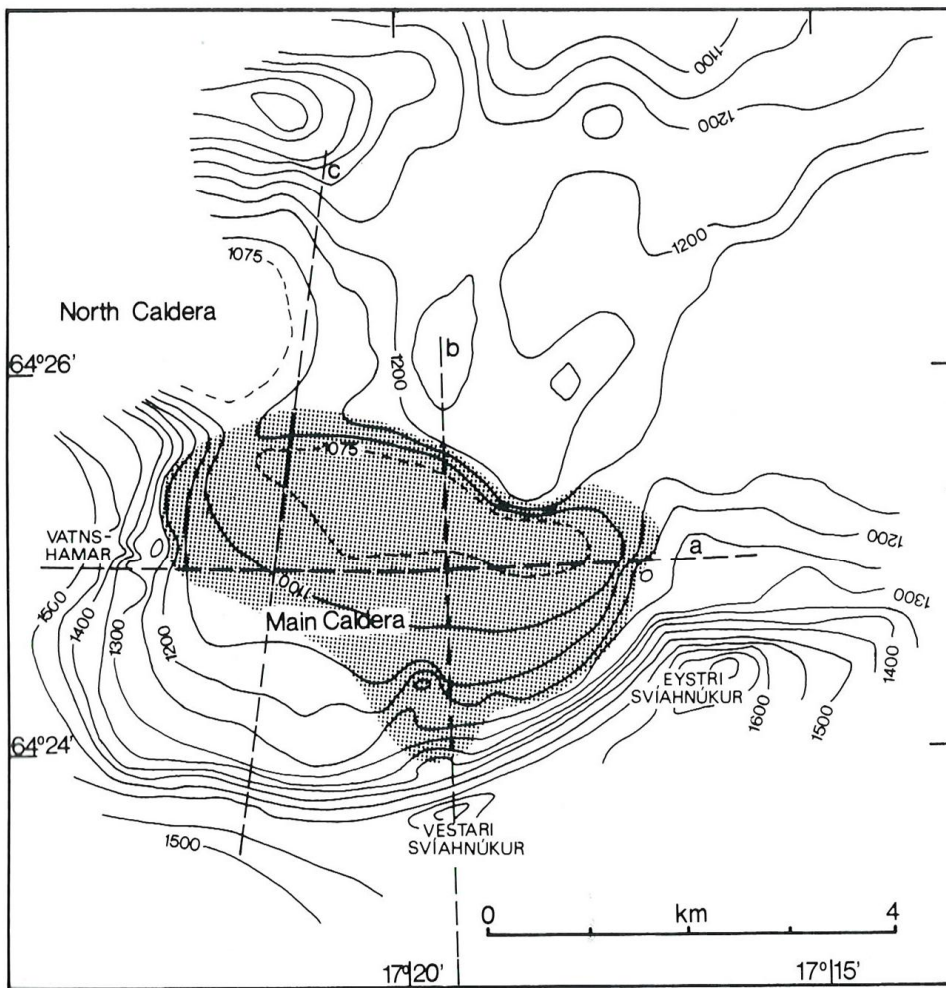 1100
1200
c
1200
1075
North Caldera
b
1200
64°26'
1075
VATNS-
HAMAR
a
1200
1100
1500
1400
1300
1200
Main Caldera
1300
1400
EYSTRI
SVÍAHNÚKUR
1600
1500
64°24'
VESTARI
SVÍAHNÚKUR
1500
0 km 4
17°20' 17°15'